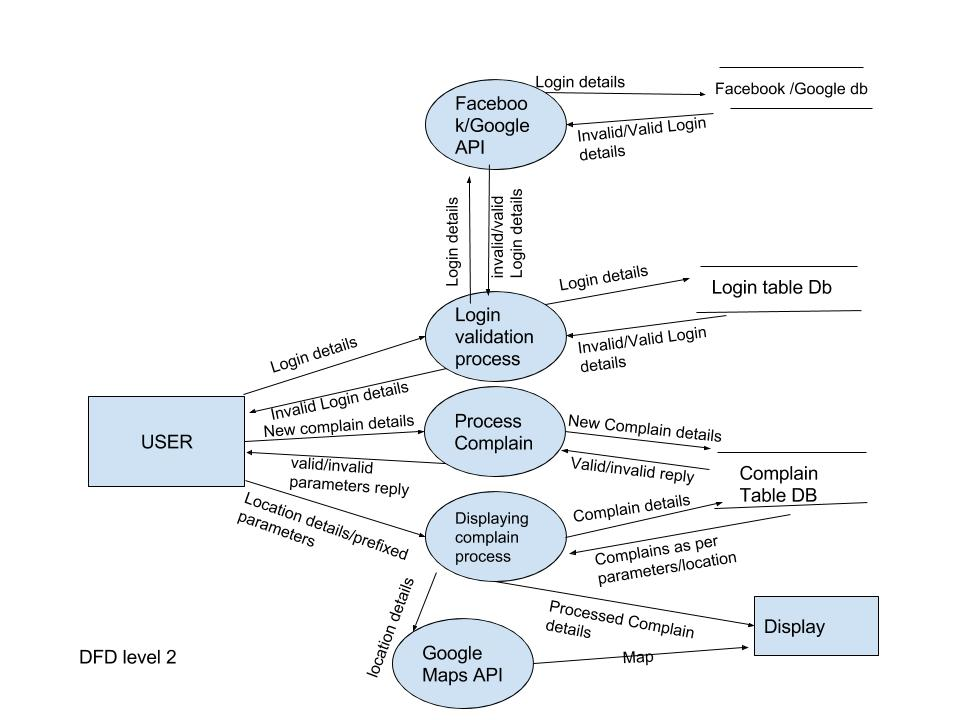 Login details
Facebook /Google db
Faceboo
k/Google
API
Invalid/Valid Login
details
Login details
invalid/valid
Login details
Login details
Login table Db
Login
validation
process
Invalid/Valid Login
details
Login details
Invalid Login details
USER
New complain details
Process
Complain
New Complain details
valid/invalid
parameters reply
Valid/invalid reply
Complain
Table DB
Location details/prefixed
parameters
Displaying
complain
process
Complain details
Complains as per
parameters/location
location details
Processed Complain
details
Display
Google
Maps API
Map
DFD level 2